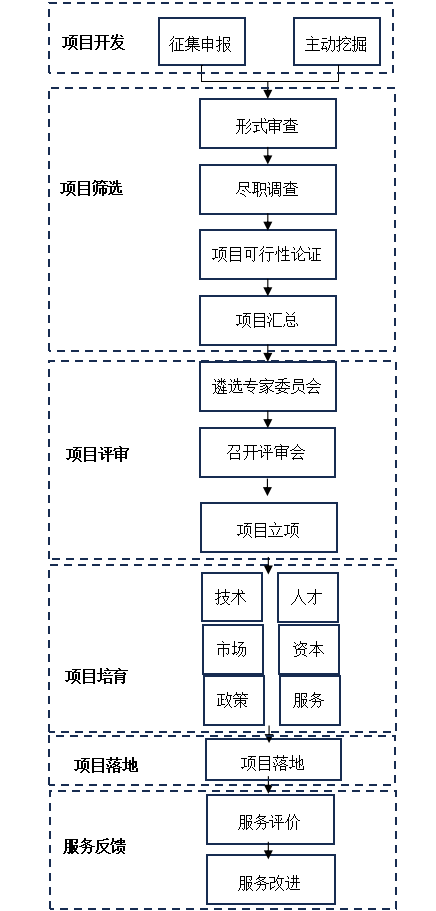 项目开发
征集申报
主动挖掘
项目筛选
形式审查
尽职调查
项目可行性论证
项目汇总
项目评审
遴选专家委员会
召开评审会
项目立项
项目培育
技术
人才
市场
资本
政策
服务
项目落地
项目落地
服务反馈
服务评价
服务改进